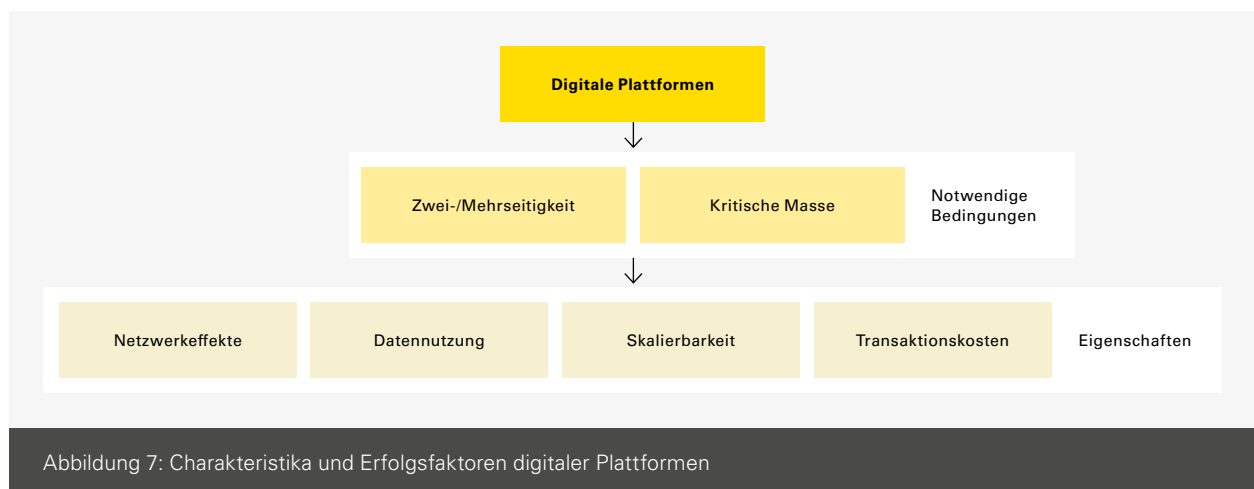 Digitale Plattformen
Zwei-/Mehrseitigkeit
Kritische Masse
Notwendige
Bedingungen
Netzwerkeffekte
Datennutzung
Skalierbarkeit
Transaktionskosten
Eigenschaften
Abbildung 7: Charakteristika und Erfolgsfaktoren digitaler Plattformen